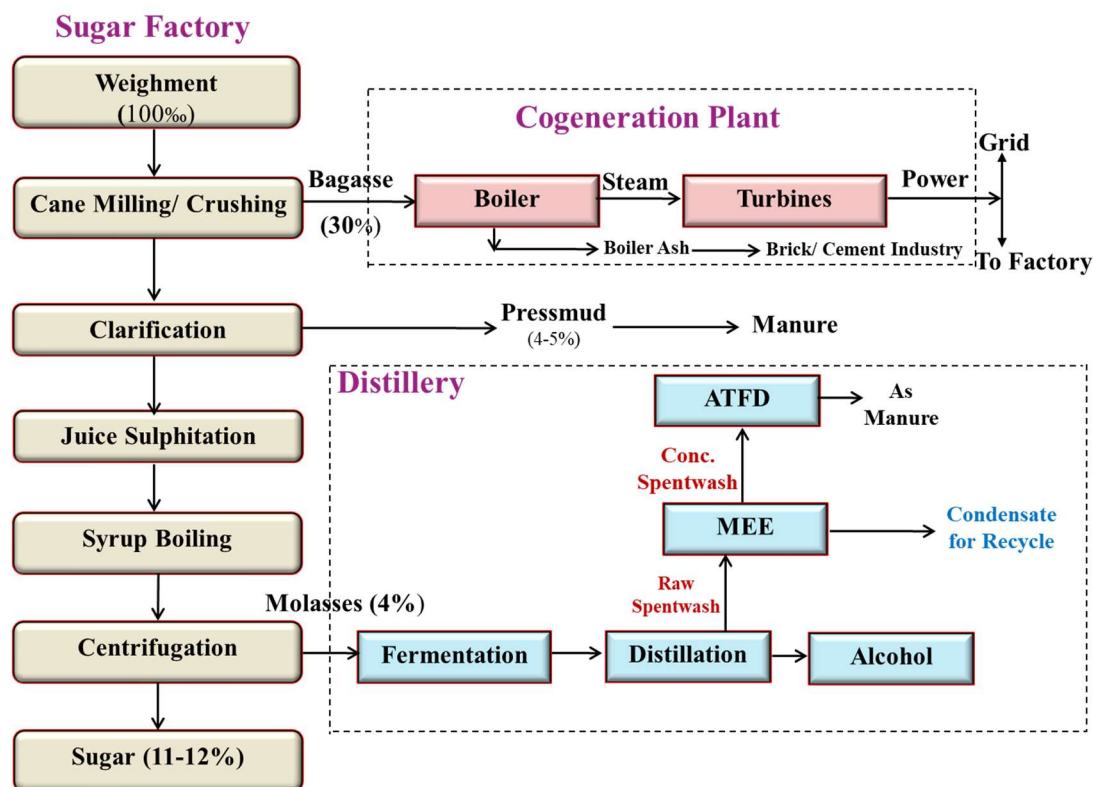 Sugar Factory
Weighment
(100‰)
Cogeneration Plant
Grid
Cane Milling/ Crushing
Bagasse
(30%)
Boiler
Steam
Turbines
Power
Boiler Ash
Brick/ Cement Industry
To Factory
Clarification
Pressmud
(4-5%)
Manure
Distillery
ATFD
As
Manure
Juice Sulphitation
Conc.
Spentwash
Syrup Boiling
MEE
Condensate
for Recycle
Raw
Spentwash
Molasses (4%)
Centrifugation
Fermentation
Distillation
Alcohol
Sugar (11-12%)